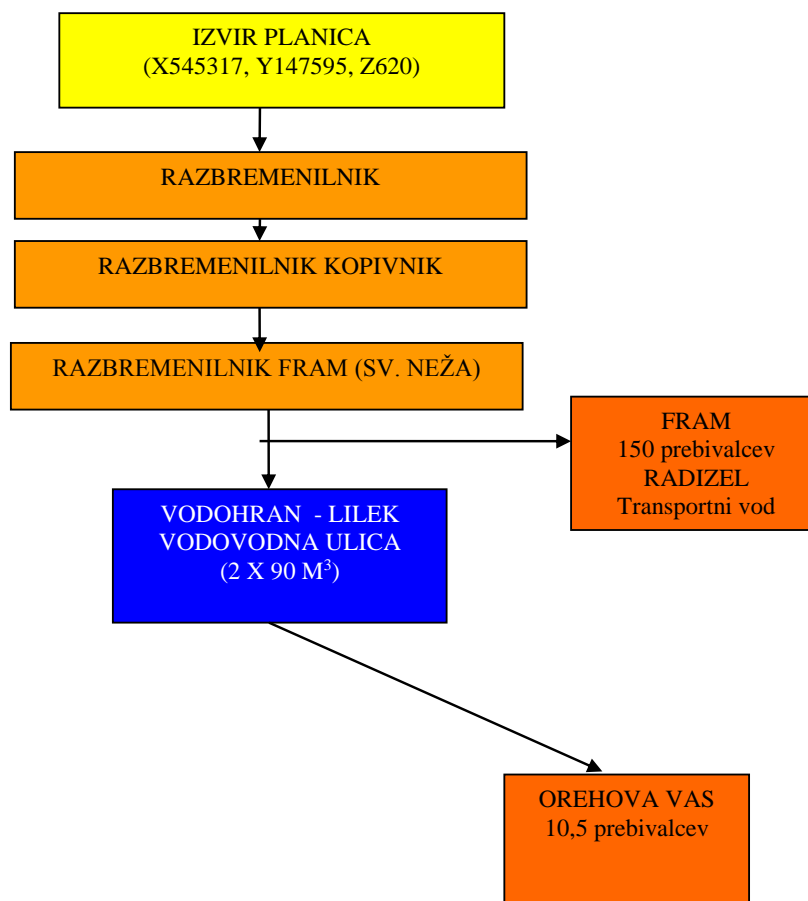 IZVIR PLANICA
(X545317, Y147595, Z620)
RAZBREMENILNIK
RAZBREMENILNIK KOPIVNIK
RAZBREMENILNIK FRAM (SV. NEŽA)
FRAM
150 prebivalcev
RADIZEL
Transportni vod
VODOHRAN - LILEK
VODOVODNA ULICA
(2 X 90 M³)
OREHOVA VAS
10,5 prebivalcev